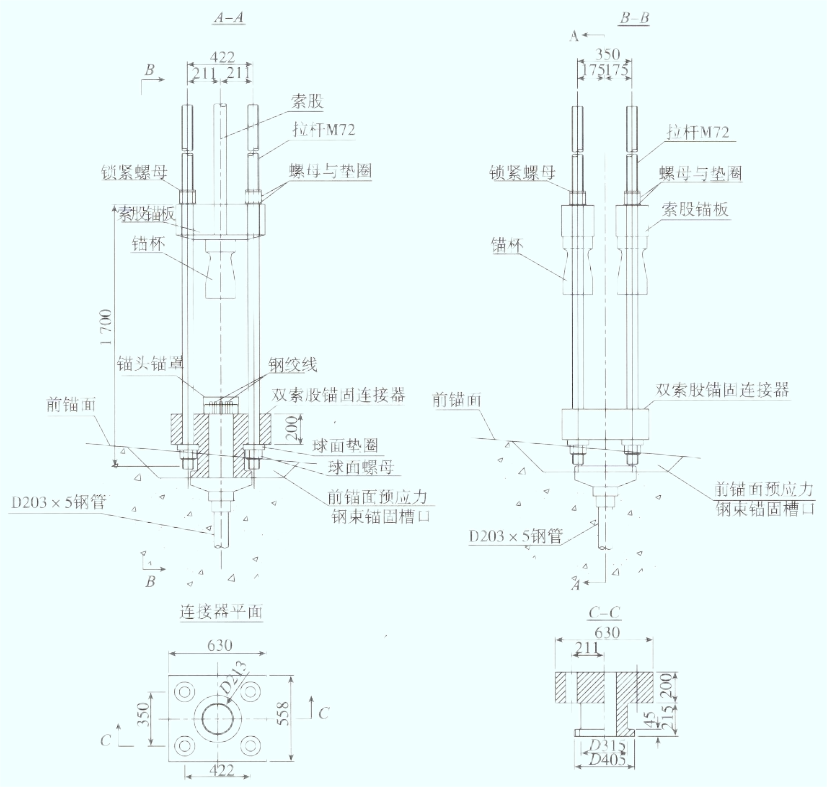 A-A
B
422
211
211
索股
拉杆M72
锁紧螺母
螺母与垫圈
索股锚板
锚杯
1 700
锚头锚罩
钢绞线
双索股锚固连接器
前锚面
200
球面垫圈
球面螺母
前锚面预应力
钢束锚固槽口
D203×5钢管
B
B-B
A
350
175
175
拉杆M72
锁紧螺母
螺母与垫圈
索股锚板
锚杯
双索股锚固连接器
前锚面
前锚面预应力
钢束锚固槽口
D203×5钢管
A
连接器平面
630
D213
350
558
C
C
422
C-C
630
211
200
45
215
D315
D405